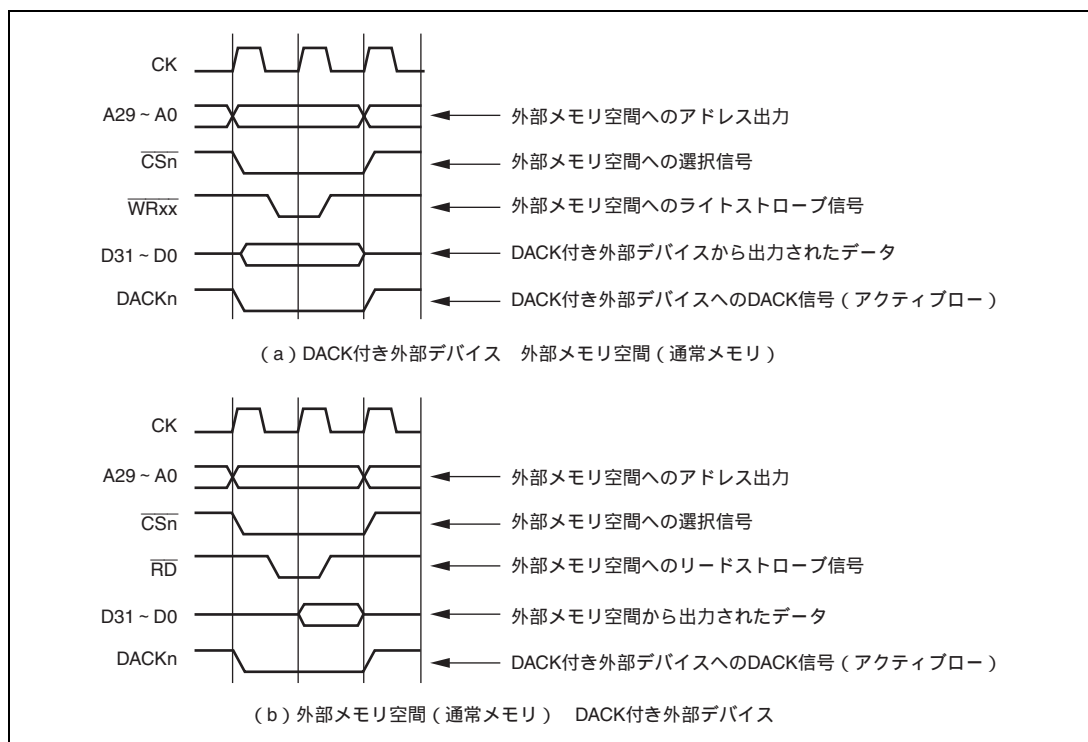 CK
A29 ~ A0 外部メモリ空間へのアドレス出力
CSn 外部メモリ空間への選択信号
WRxx 外部メモリ空間へのライトストローブ信号
D31 ~ D0 DACK付き外部デバイスから出力されたデータ
DACKn DACK付き外部デバイスへのDACK信号(アクティブロー)
(a)DACK付き外部デバイス 外部メモリ空間(通常メモリ)
CK
A29 ~ A0 外部メモリ空間へのアドレス出力
CSn 外部メモリ空間への選択信号
RD 外部メモリ空間へのリードストローブ信号
D31 ~ D0 外部メモリ空間から出力されたデータ
DACKn DACK付き外部デバイスへのDACK信号(アクティブロー)
(b)外部メモリ空間(通常メモリ) DACK付き外部デバイス